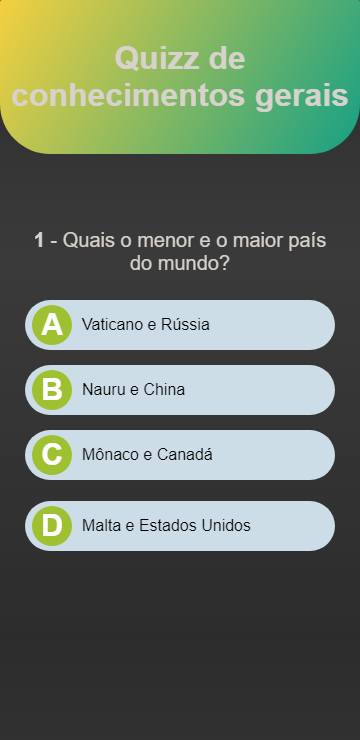 Quizz de
conhecimentos gerais
1 - Quais o menor e o maior país
do mundo?
A Vaticano e Rússia
B Nauru e China
C Mônaco e Canadá
D Malta e Estados Unidos